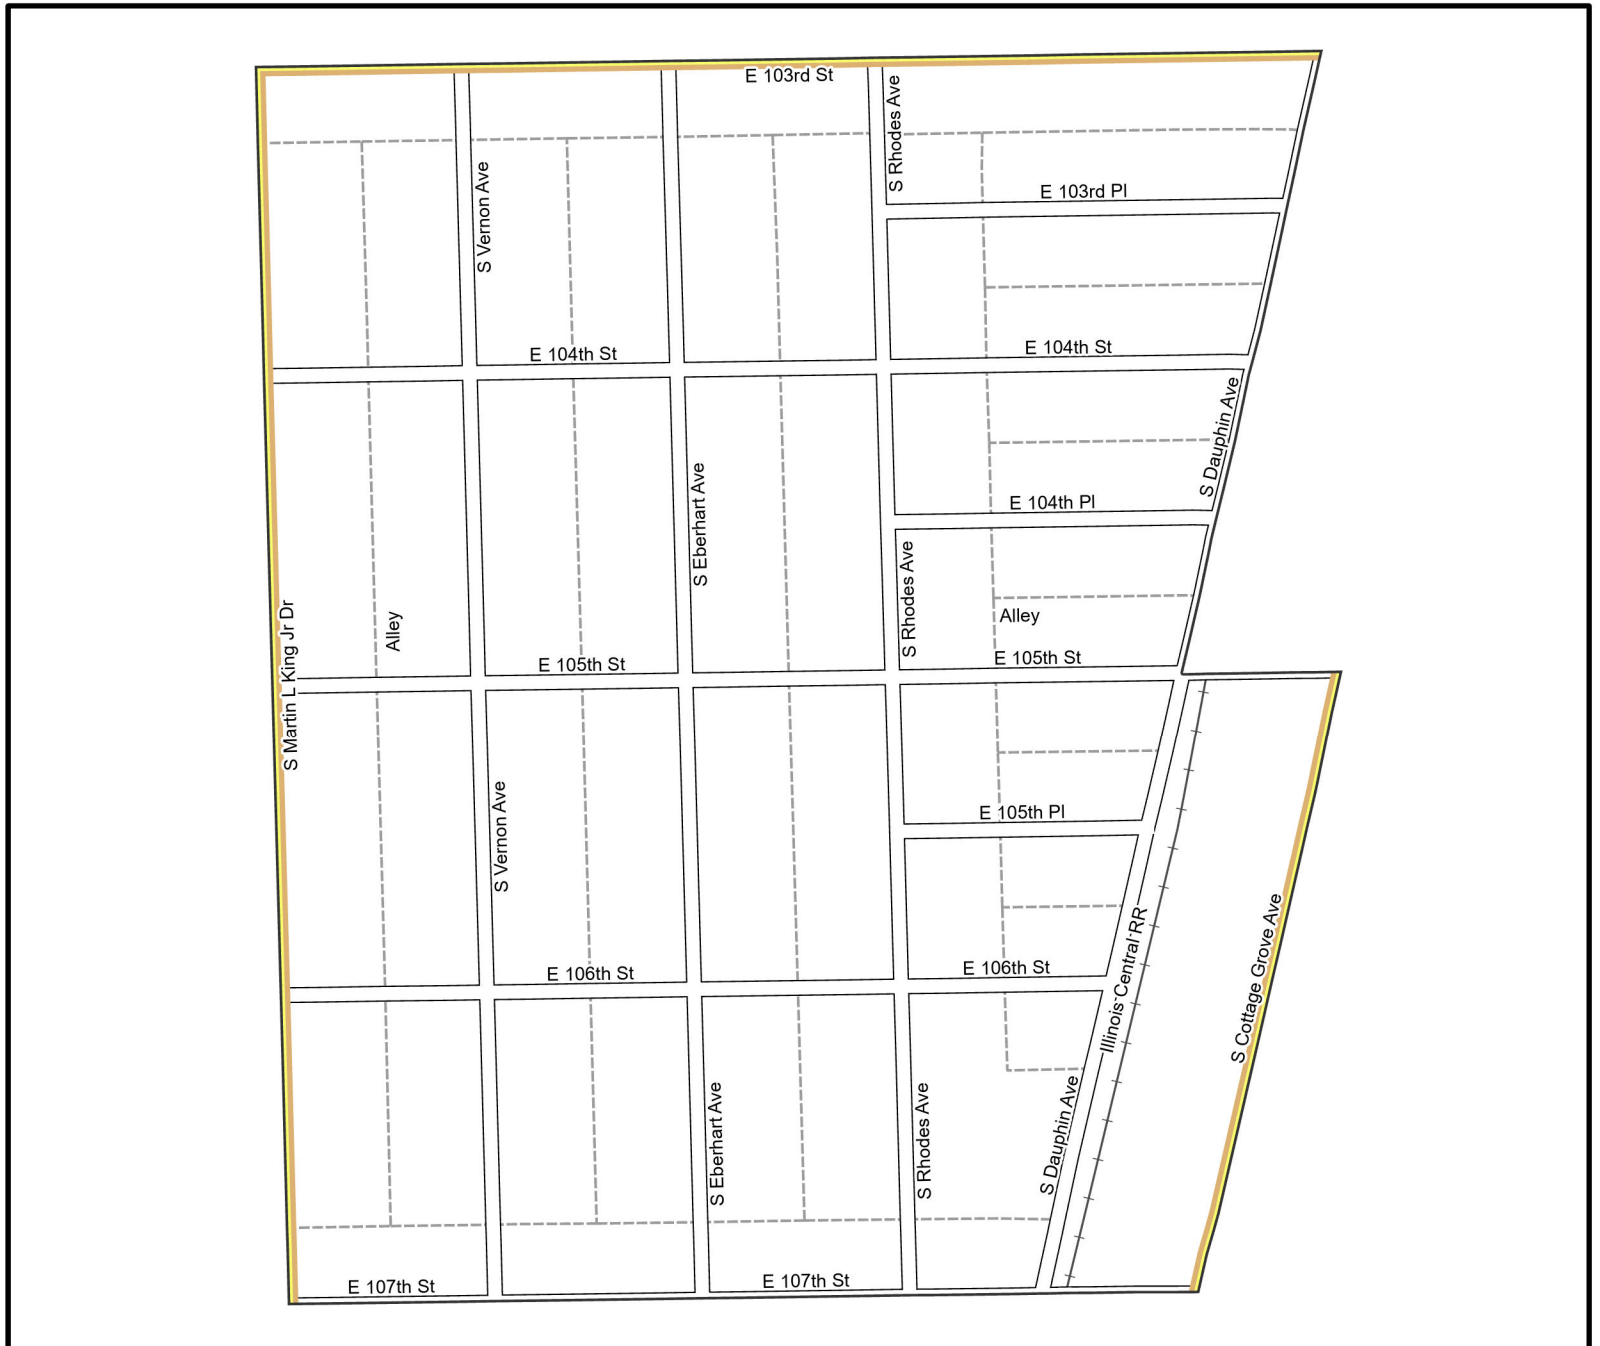 E 103rd St
S Rhodes Ave
S Vernon Ave
E 103rd Pl
E 104th St
E 104th St
S Dauphin Ave
S Eberhart Ave
E 104th Pl
S Rhodes Ave
Alley
Alley
S Martin L King Jr Dr
E 105th St
E 105th St
S Vernon Ave
E 105th Pl
S Cottage Grove Ave
Illinois Central RR
E 106th St
E 106th St
S Eberhart Ave
S Rhodes Ave
S Dauphin Ave
E 107th St
E 107th St